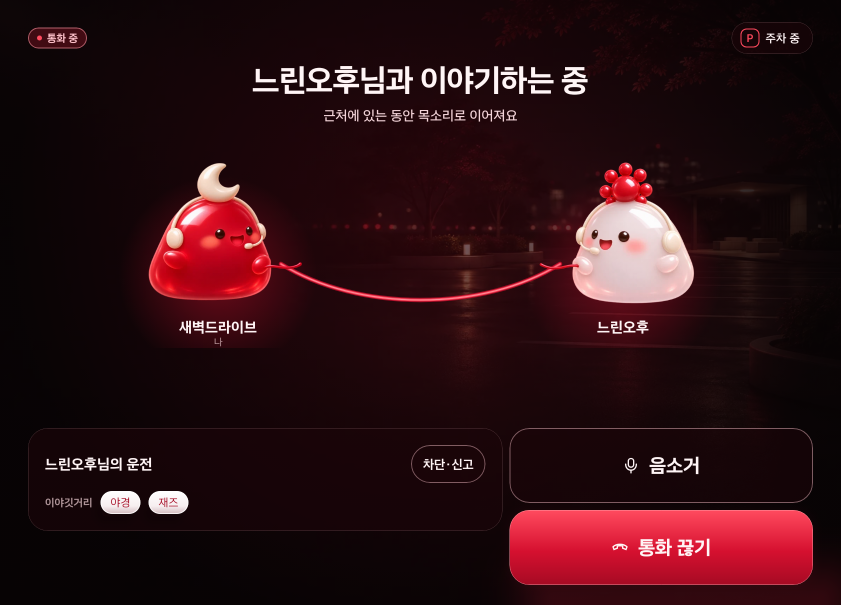 통화 중
P 주차 중
느린오후님과 이야기하는 중
근처에 있는 동안 목소리로 이어져요
새벽드라이브
나
느린오후
느린오후님의 운전
차단·신고
이야깃거리 야경 재즈
음소거
통화 끊기